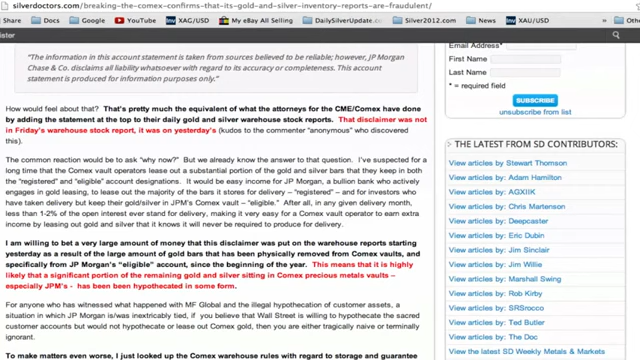 silverdoctors.com/breaking-the-comex-confirms-that-its-gold-and-silver-inventory-reports-are-fraudulent/
Books
Google
YouTube
XAG/USD
My eBay All Selling
DailySilverUpdate
Silver2012.com
News
XAU/USD
ister
"The information in this account statement is taken from sources believed to be reliable; however, JP Morgan
Chase & Co. disclaims all liability whatsoever with regard to its accuracy or completeness. This account
statement is produced for information purposes only."
How would feel about that? That's pretty much the equivalent of what the attorneys for the CME/Comex have done
by adding the statement at the top to their daily gold and silver warehouse stock reports. That disclaimer was not
in Friday's warehouse stock report, it was on yesterday's (kudos to the commenter "anonymous" who discovered
this).
The common reaction would be to ask "why now?" But we already know the answer to that question. I've suspected for a
long time that the Comex vault operators lease out a substantial portion of the gold and silver bars that they keep in both
the "registered" and "eligible" account designations. It would be easy income for JP Morgan, a bullion bank who actively
engages in gold leasing, to lease out the majority of the bars it stores for delivery - "registered" - and for investors who
have taken delivery but keep their gold/silver in JPM's Comex vault - "eligible." After all, in any given delivery month,
less than 1-2% of the open interest ever stand for delivery, making it very easy for a Comex vault operator to earn extra
income by leasing out gold and silver that it knows it will never be required to produce for delivery.
I am willing to bet a very large amount of money that this disclaimer was put on the warehouse reports starting
yesterday as a result of the large amount of gold bars that has been physically removed from Comex vaults, and
specifically from JP Morgan's "eligible" account, since the beginning of the year. This means that it is highly
likely that a significant portion of the remaining gold and silver sitting in Comex precious metals vaults -
especially JPM's - has been been hypothecated in some form.
For anyone who has witnessed what happened with MF Global and the illegal hypothecation of customer assets, a
situation in which JP Morgan is/was inextricably tied, if you believe that Wall Street is willing to hypothecate the sacred
customer accounts but would not hypothecate or lease out Comex gold, then you are either tragically naive or terminally
ignorant.
To make matters even worse, I just looked up the Comex warehouse rules with regard to storage and guarantee
Email Address*
First Name
Last Name
* = required field
SUBSCRIBE
unsubscribe from list
THE LATEST FROM SD CONTRIBUTORS:
View articles by Stewart Thomson
View articles by: Adam Hamilton
View articles by: AGXIIK
View articles by: Chris Martenson
View articles by: Deepcaster
View articles by: Eric Dubin
View articles by: Jim Sinclair
View articles by: Jim Willie
View articles by: Marshall Swing
View articles by: Rob Kirby
View articles by: SRSrocco
View articles by: Ted Butler
View articles by: The Doc
View the latest SD Weekly Metals & Markets